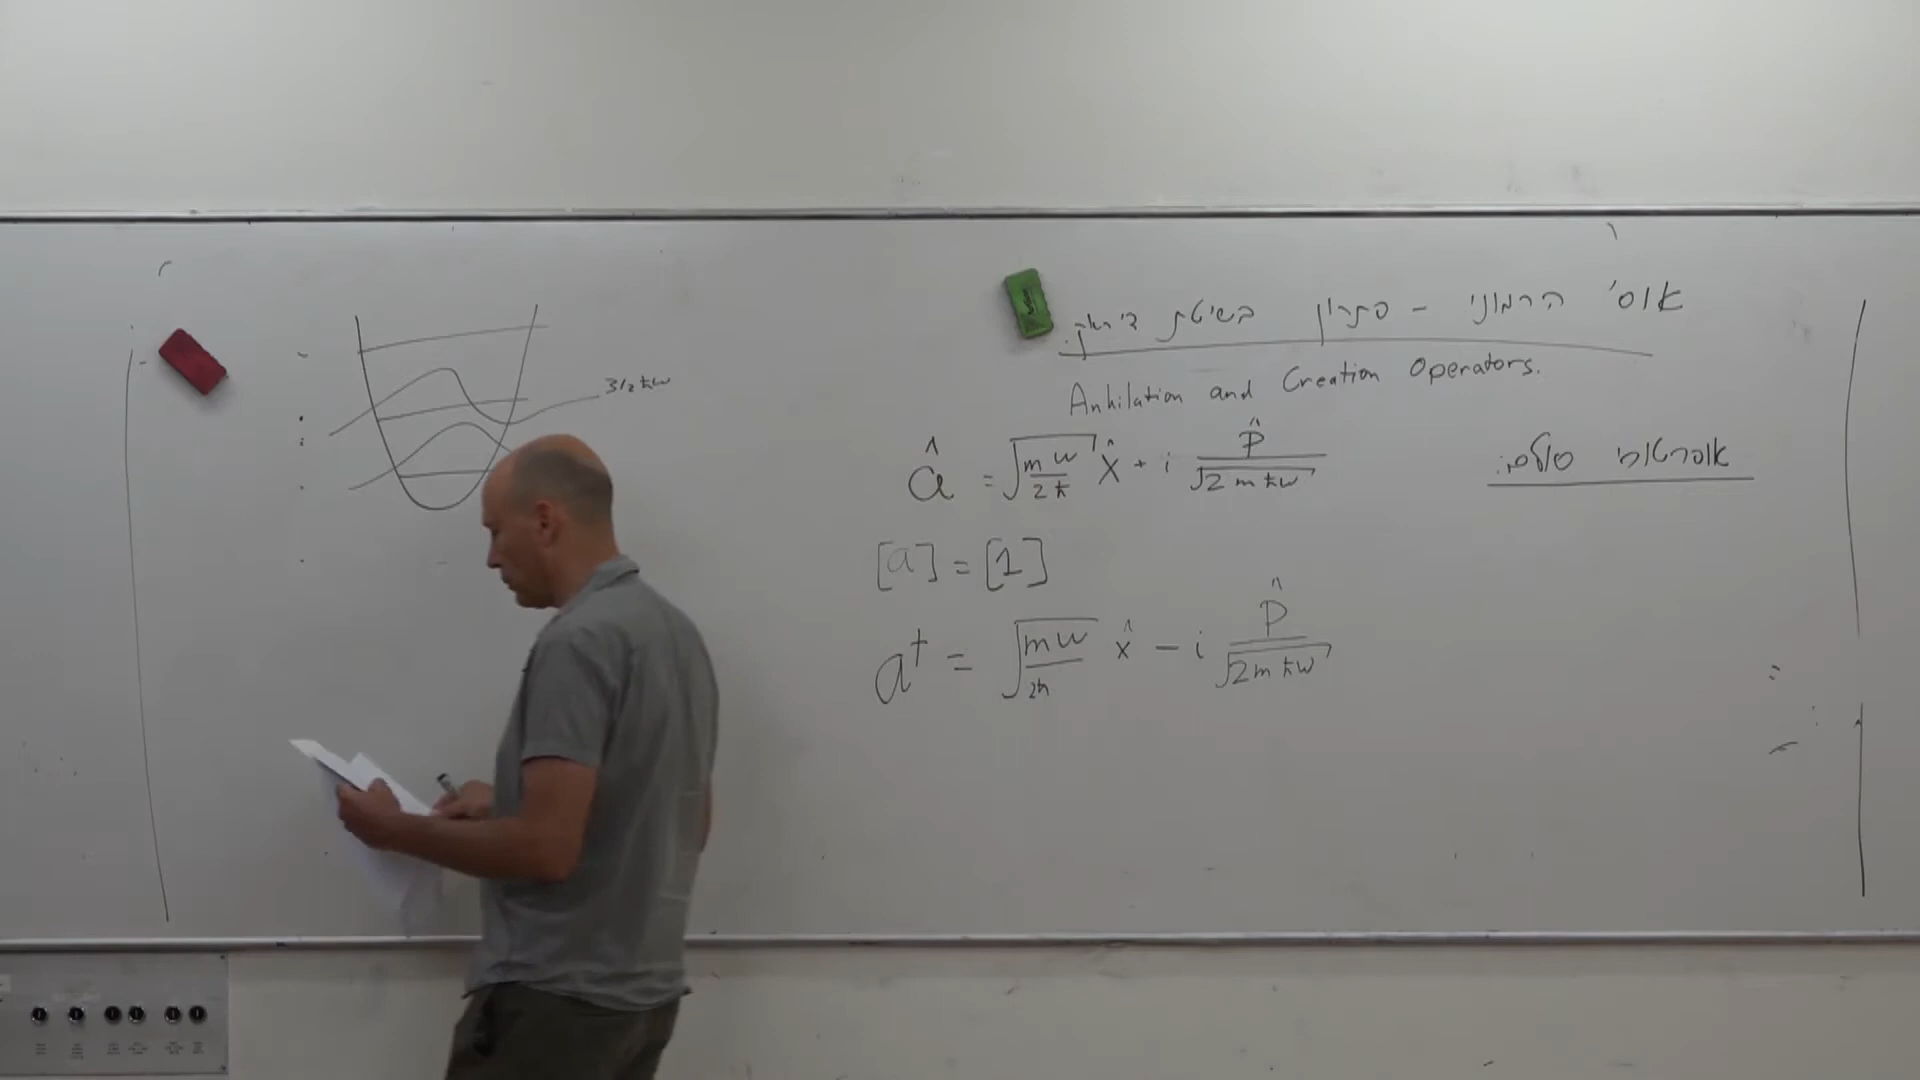 אוס' הרמוני - פתרון בשיטת דיראק.
Anhilation and Creation Operators.
אופרטורי סולם:
â = √(mω/2ħ) x̂ + i p̂/√(2mħω)
[a] = [1]
a† = √(mω/2ħ) x̂ - i p̂/√(2mħω)
3/2 ħω